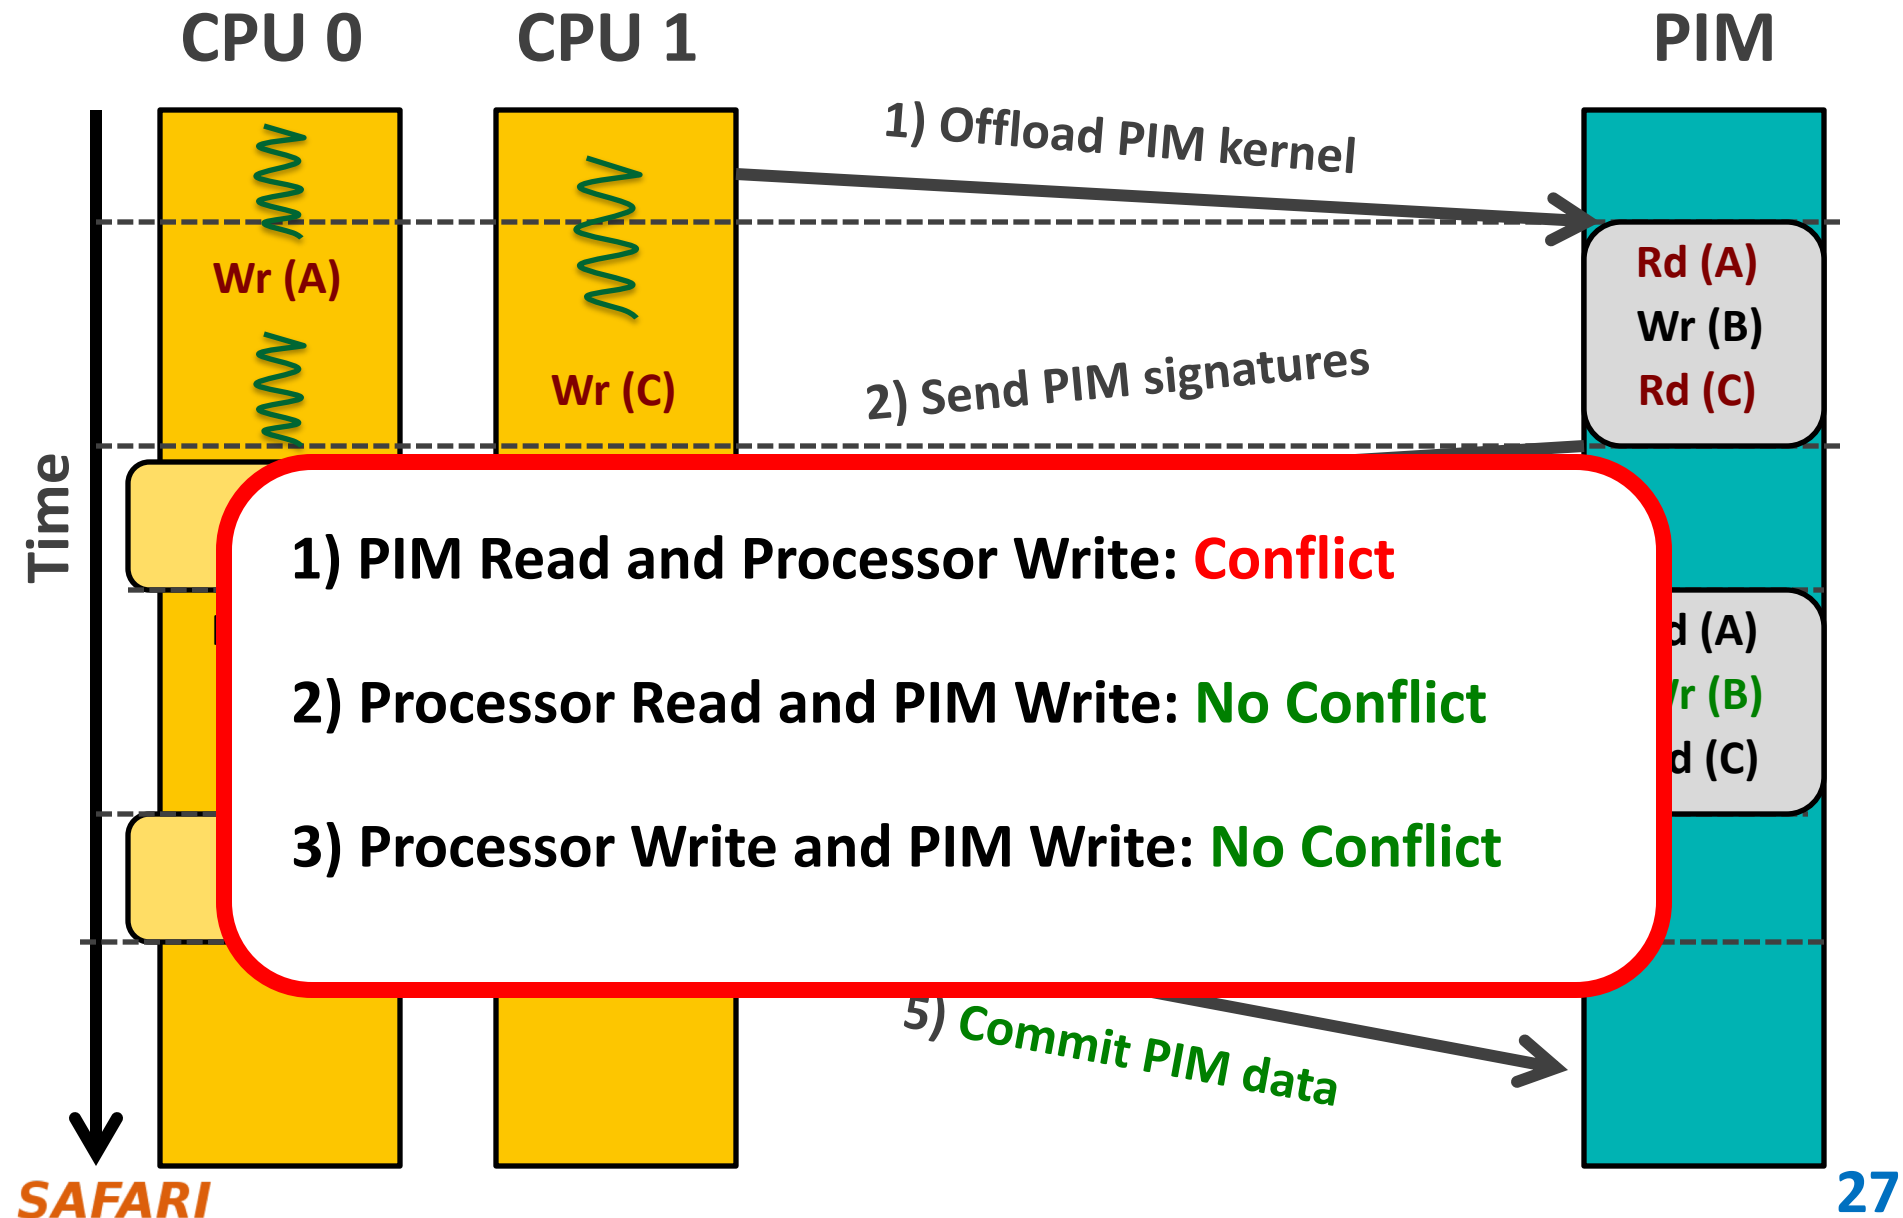 CPU 0
CPU 1
PIM
1) Offload PIM kernel
Wr (A)
Rd (A)
Wr (B)
Rd (C)
2) Send PIM signatures
Wr (C)
Time
1) PIM Read and Processor Write: Conflict
2) Processor Read and PIM Write: No Conflict
3) Processor Write and PIM Write: No Conflict
d (A)
r (B)
d (C)
5) Commit PIM data
SAFARI
27